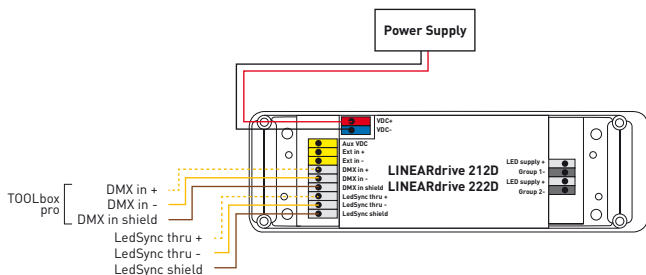 Power Supply
VDC+
VDC-
Aux VDC
Ext in +
Ext in -
DMX in +
DMX in -
DMX in shield
LedSync thru +
LedSync thru -
LedSync shield
LINEARdrive 212D
LINEARdrive 222D
LED supply +
Group 1-
LED supply +
Group 2-
TOOLbox
pro
DMX in +
DMX in -
DMX in shield
LedSync thru +
LedSync thru -
LedSync shield